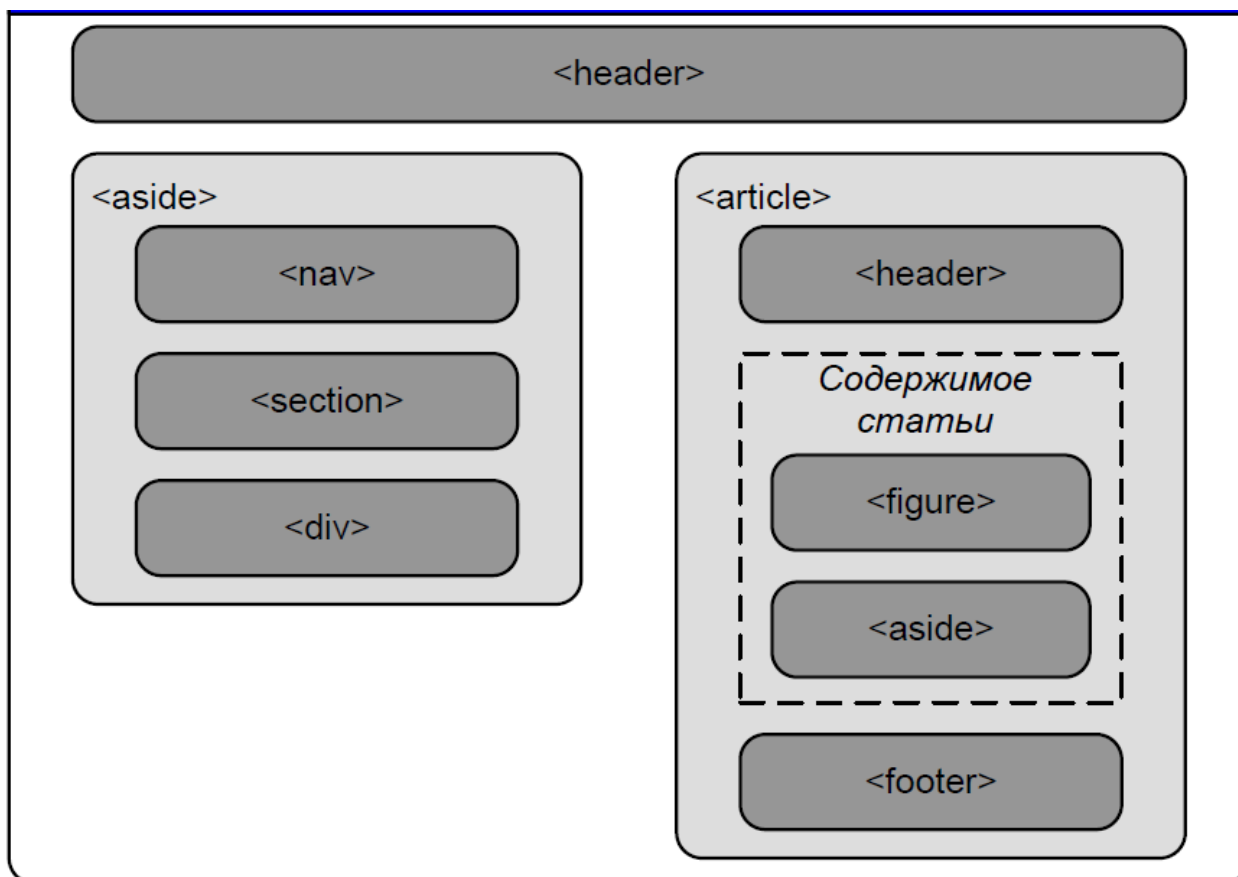 <header>
<aside>
<nav>
<section>
<div>
<article>
<header>
Содержимое
статьи
<figure>
<aside>
<footer>